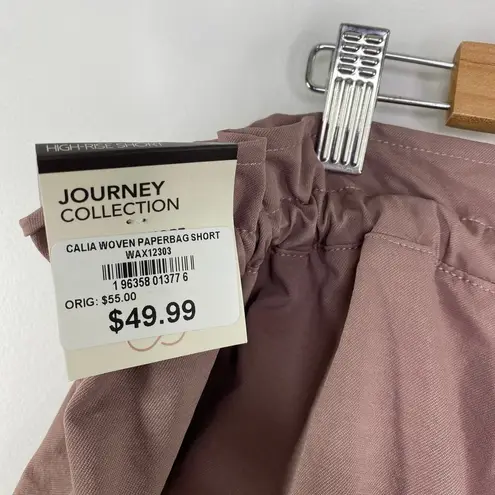 HIGH-RISE SHORT
JOURNEY
COLLECTION
CALIA WOVEN PAPERBAG SHORT
WAX12303
1 96358 01377 6
ORIG: $55.00
$49.99